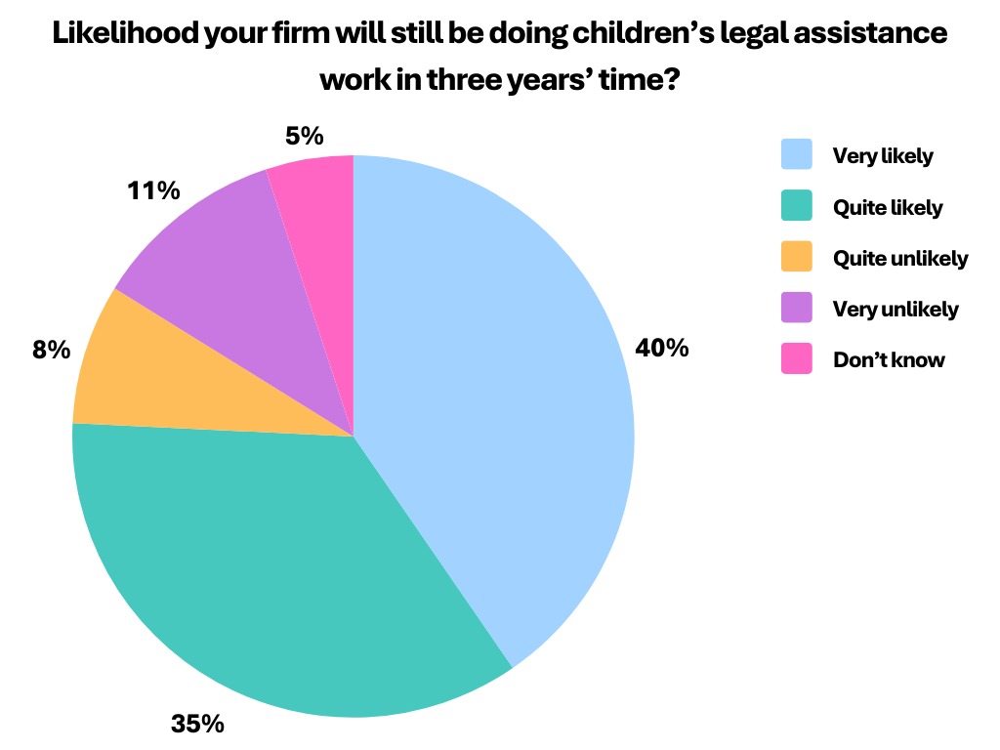 Likelihood your firm will still be doing children’s legal assistance
work in three years’ time?
5%
11%
8%
40%
35%
Very likely
Quite likely
Quite unlikely
Very unlikely
Don’t know